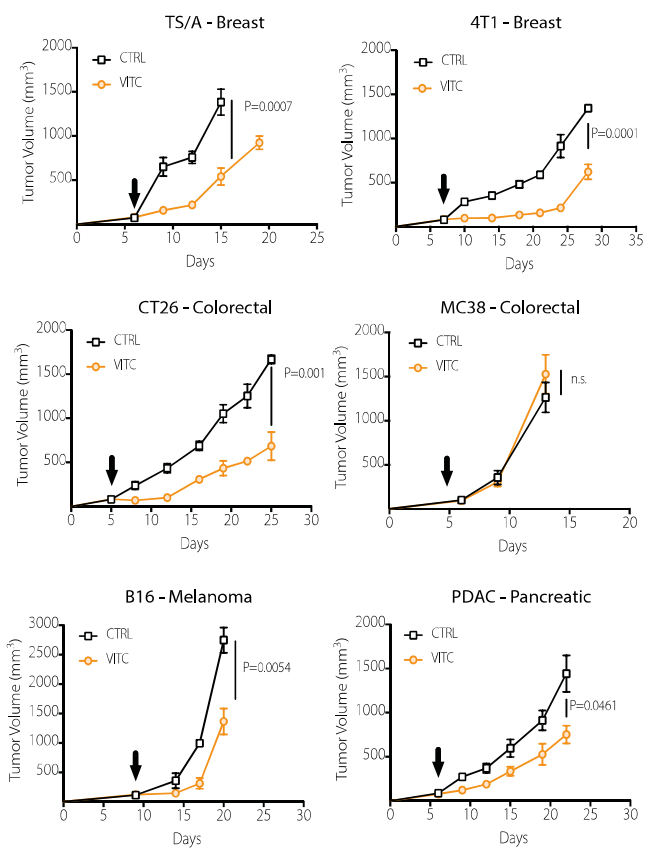 TS/A - Breast
Tumor Volume (mm³)
2000
1500
1000
500
CTRL
VITC
P=0.0007
0 5 10 15 20 25
Days
4T1 - Breast
Tumor Volume (mm³)
2000
1500
1000
500
CTRL
VITC
P=0.0001
0 5 10 15 20 25 30 35
Days
CT26 - Colorectal
Tumor Volume (mm³)
2000
1500
1000
500
CTRL
VITC
P=0.001
0 5 10 15 20 25 30
Days
MC38 - Colorectal
Tumor Volume (mm³)
2000
1500
1000
500
CTRL
VITC
n.s.
0 5 10 15 20
Days
B16 - Melanoma
Tumor Volume (mm³)
3000
2500
2000
1500
1000
500
CTRL
VITC
P=0.0054
0 5 10 15 20 25 30
Days
PDAC - Pancreatic
Tumor Volume (mm³)
2000
1500
1000
500
CTRL
VITC
P=0.0461
0 5 10 15 20 25 30
Days